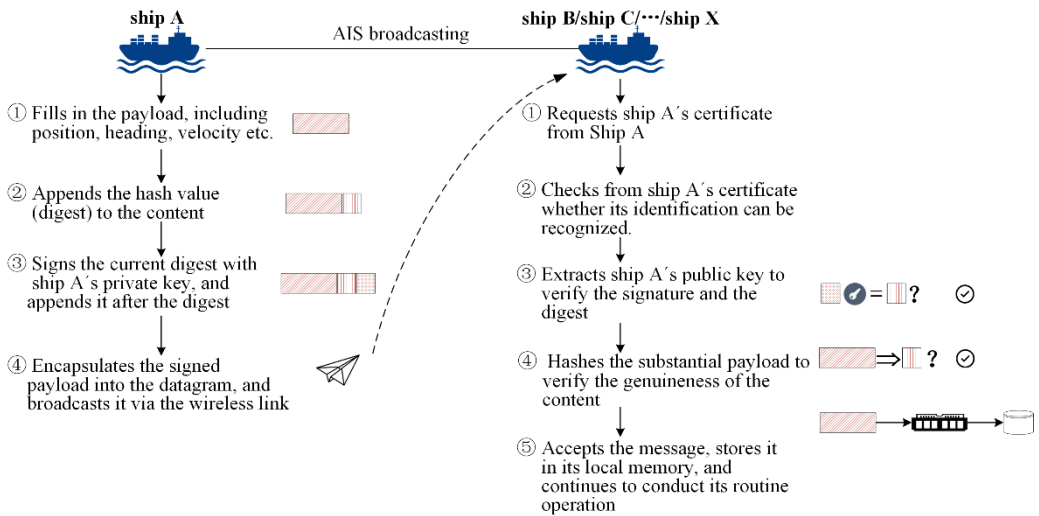 ship A
ship B/ship C/···/ship X
AIS broadcasting
① Fills in the payload, including
position, heading, velocity etc.
② Appends the hash value
(digest) to the content
③ Signs the current digest with
ship A´s private key, and
appends it after the digest
④ Encapsulates the signed
payload into the datagram, and
broadcasts it via the wireless link
① Requests ship A´s certificate
from Ship A
② Checks from ship A´s certificate
whether its identification can be
recognized.
③ Extracts ship A´s public key to
verify the signature and the
digest
= ?
④ Hashes the substantial payload to
verify the genuineness of the
content
?
⑤ Accepts the message, stores it
in its local memory, and
continues to conduct its routine
operation